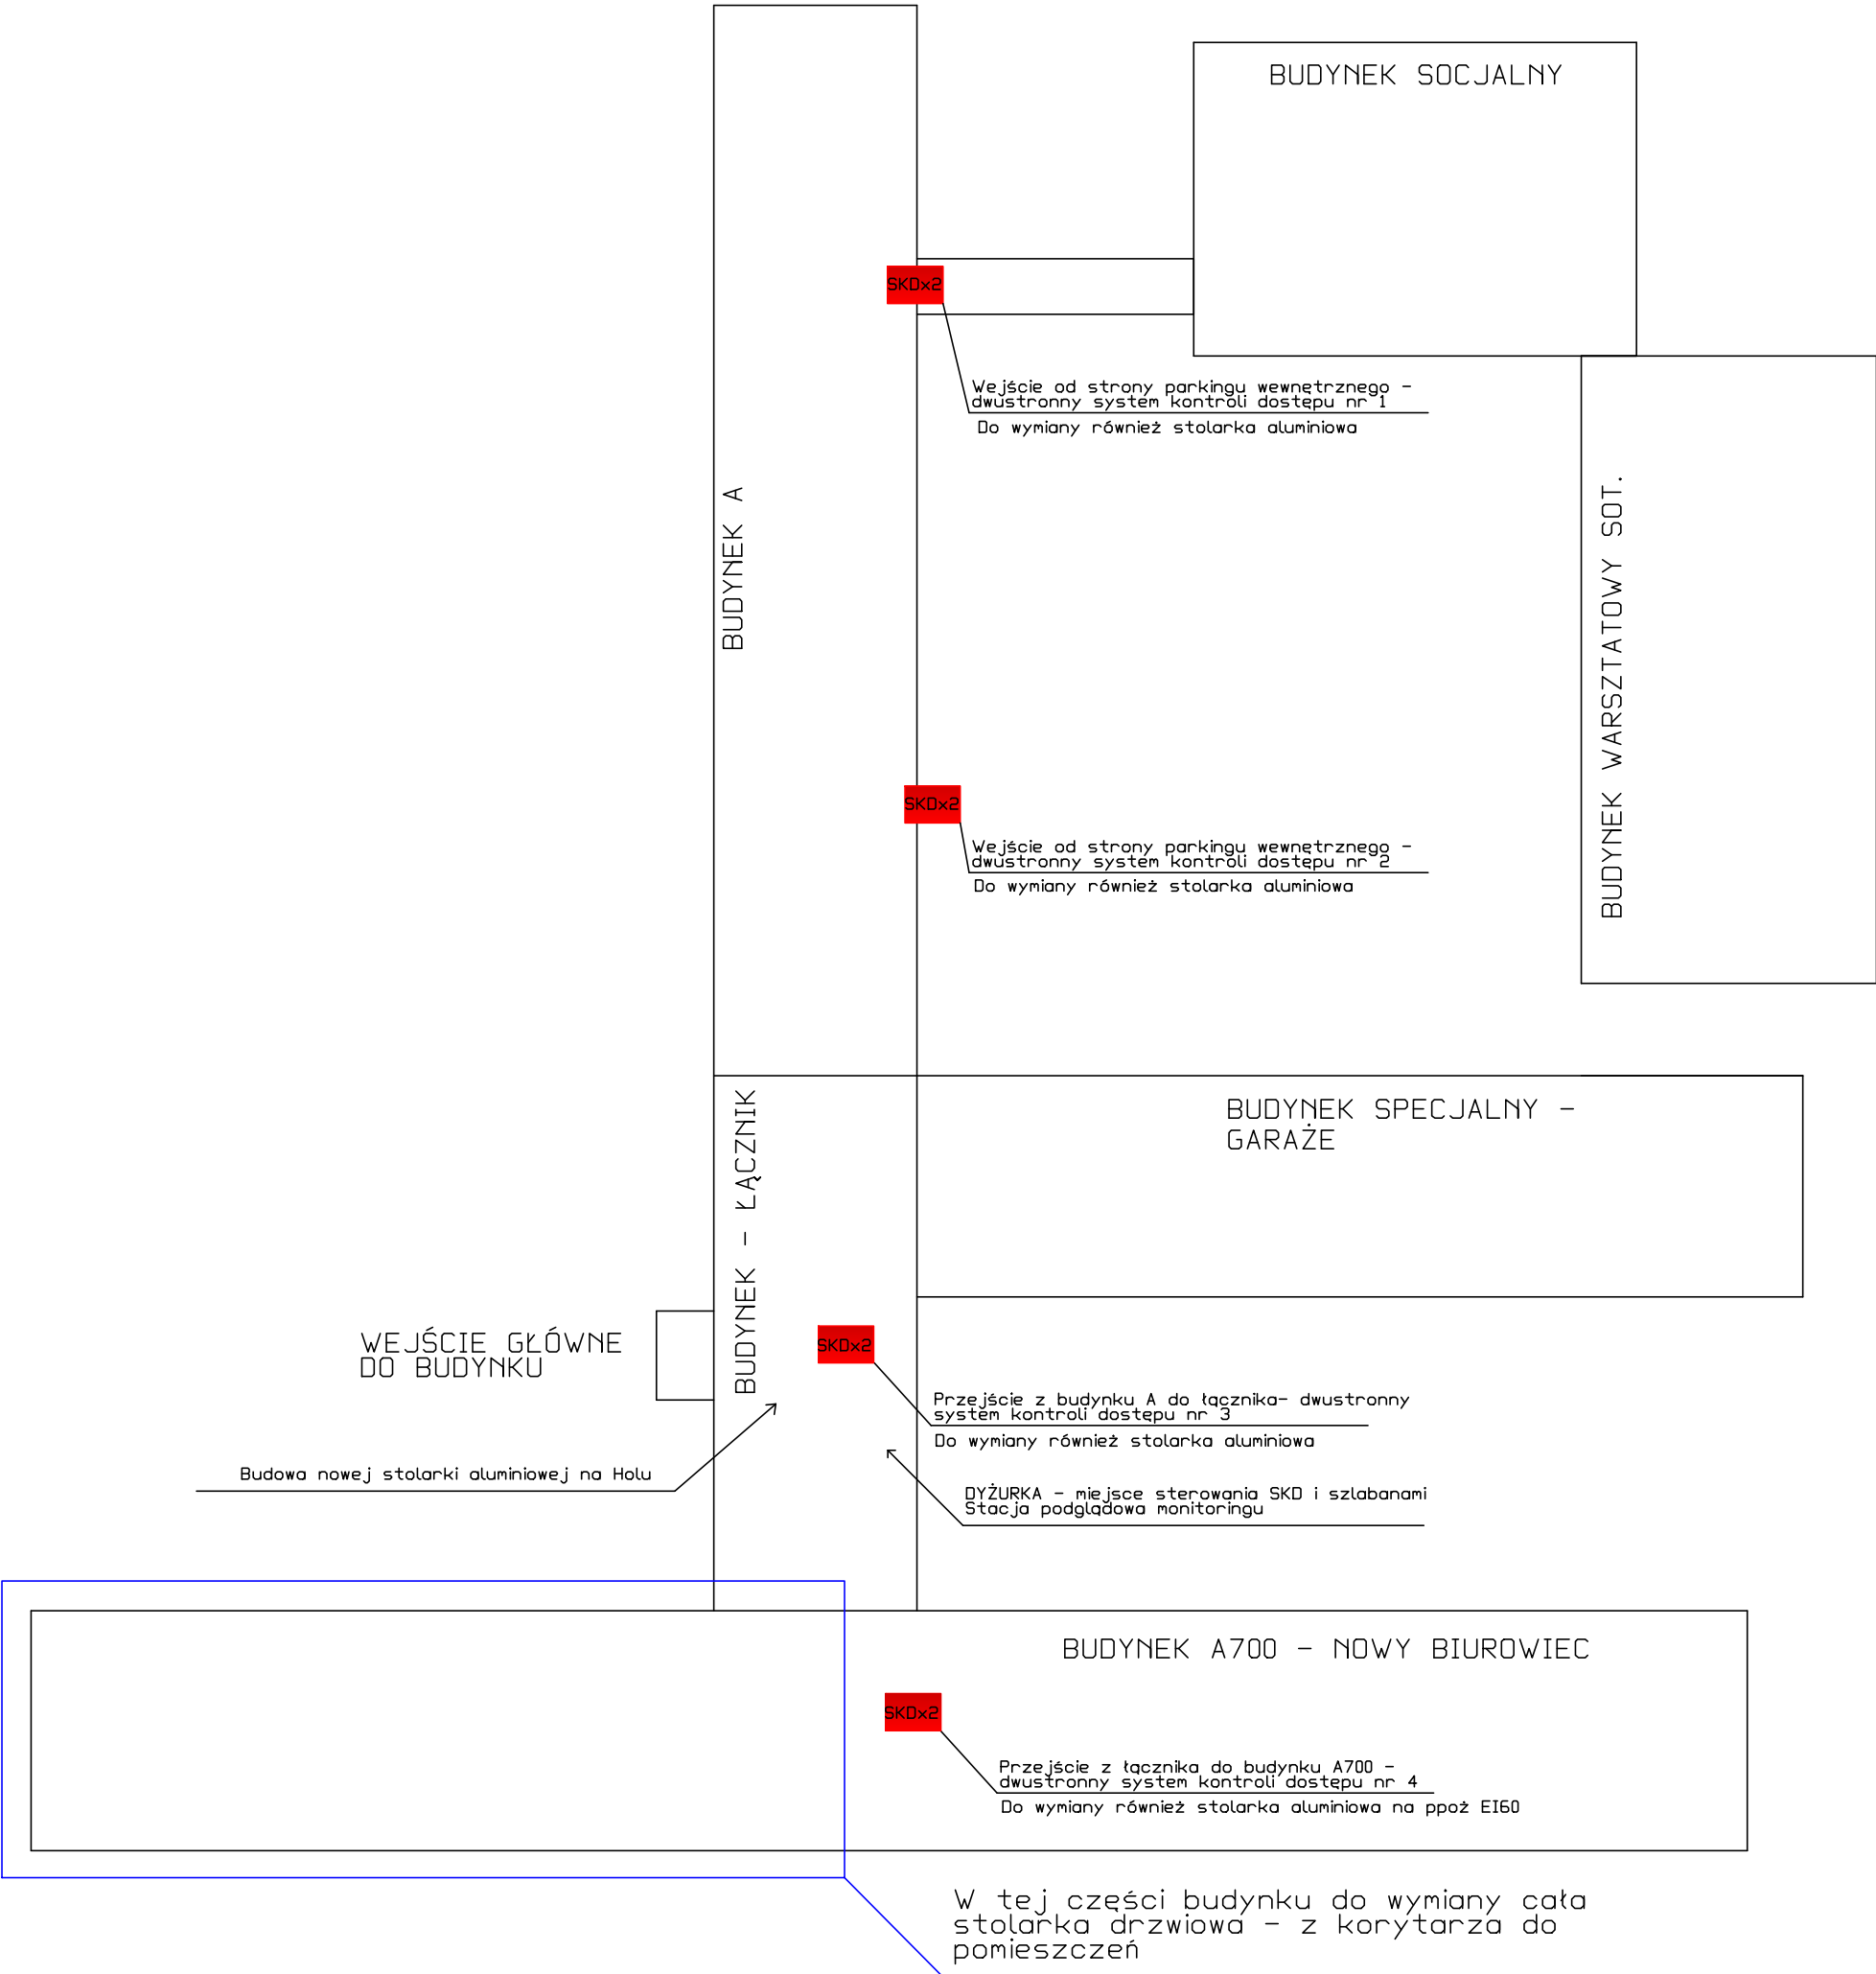 BUDYNEK SOCJALNY
SKDx2
Wejście od strony parkingu wewnętrznego -
dwustronny system kontroli dostępu nr 1
Do wymiany również stolarka aluminiowa
BUDYNEK A
BUDYNEK WARSZTATOWY SOT.
SKDx2
Wejście od strony parkingu wewnętrznego -
dwustronny system kontroli dostępu nr 2
Do wymiany również stolarka aluminiowa
BUDYNEK SPECJALNY -
GARAŻE
BUDYNEK - ŁĄCZNIK
WEJŚCIE GŁÓWNE
DO BUDYNKU
SKDx2
Przejście z budynku A do łącznika- dwustronny
system kontroli dostępu nr 3
Do wymiany również stolarka aluminiowa
Budowa nowej stolarki aluminiowej na Holu
DYŻURKA - miejsce sterowania SKD i szlabanami
Stacja podglądowa monitoringu
BUDYNEK A700 - NOWY BIUROWIEC
SKDx2
Przejście z łącznika do budynku A700 -
dwustronny system kontroli dostępu nr 4
Do wymiany również stolarka aluminiowa na ppoż EI60
W tej części budynku do wymiany cała
stolarka drzwiowa - z korytarza do
pomieszczeń